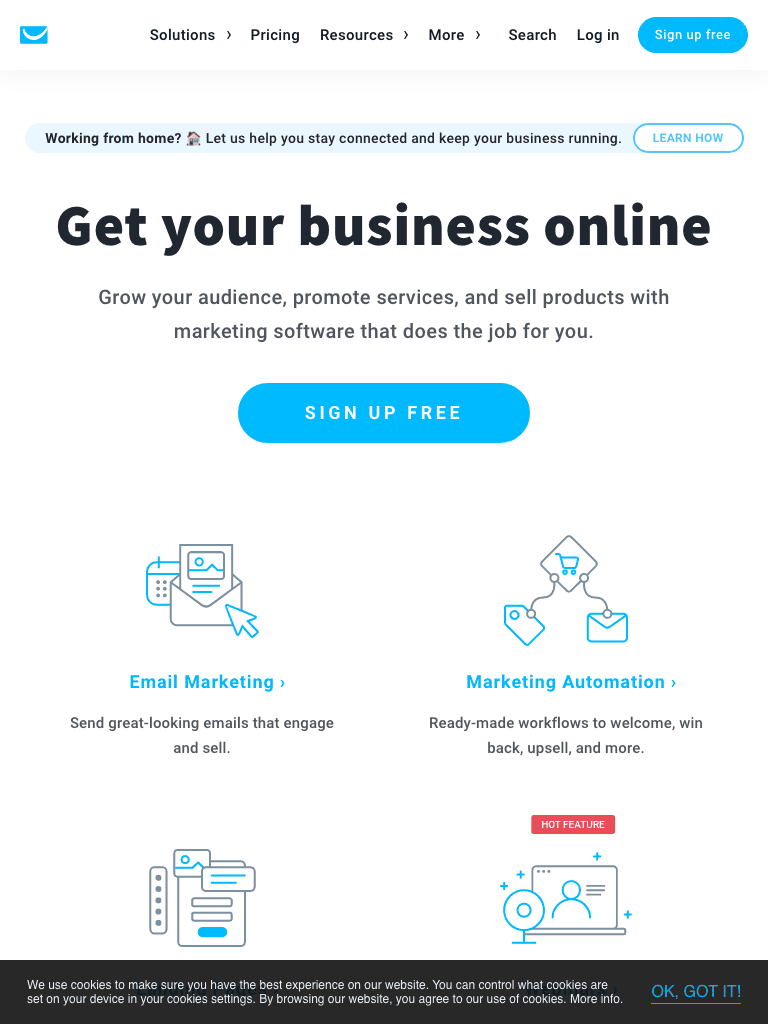 Solutions › Pricing Resources › More › Search Log in Sign up free
Working from home? 🏠 Let us help you stay connected and keep your business running. LEARN HOW
Get your business online
Grow your audience, promote services, and sell products with
marketing software that does the job for you.
SIGN UP FREE
Email Marketing ›
Send great-looking emails that engage
and sell.
Marketing Automation ›
Ready-made workflows to welcome, win
back, upsell, and more.
HOT FEATURE
We use cookies to make sure you have the best experience on our website. You can control what cookies are
set on your device in your cookies settings. By browsing our website, you agree to our use of cookies. More info.
OK, GOT IT!